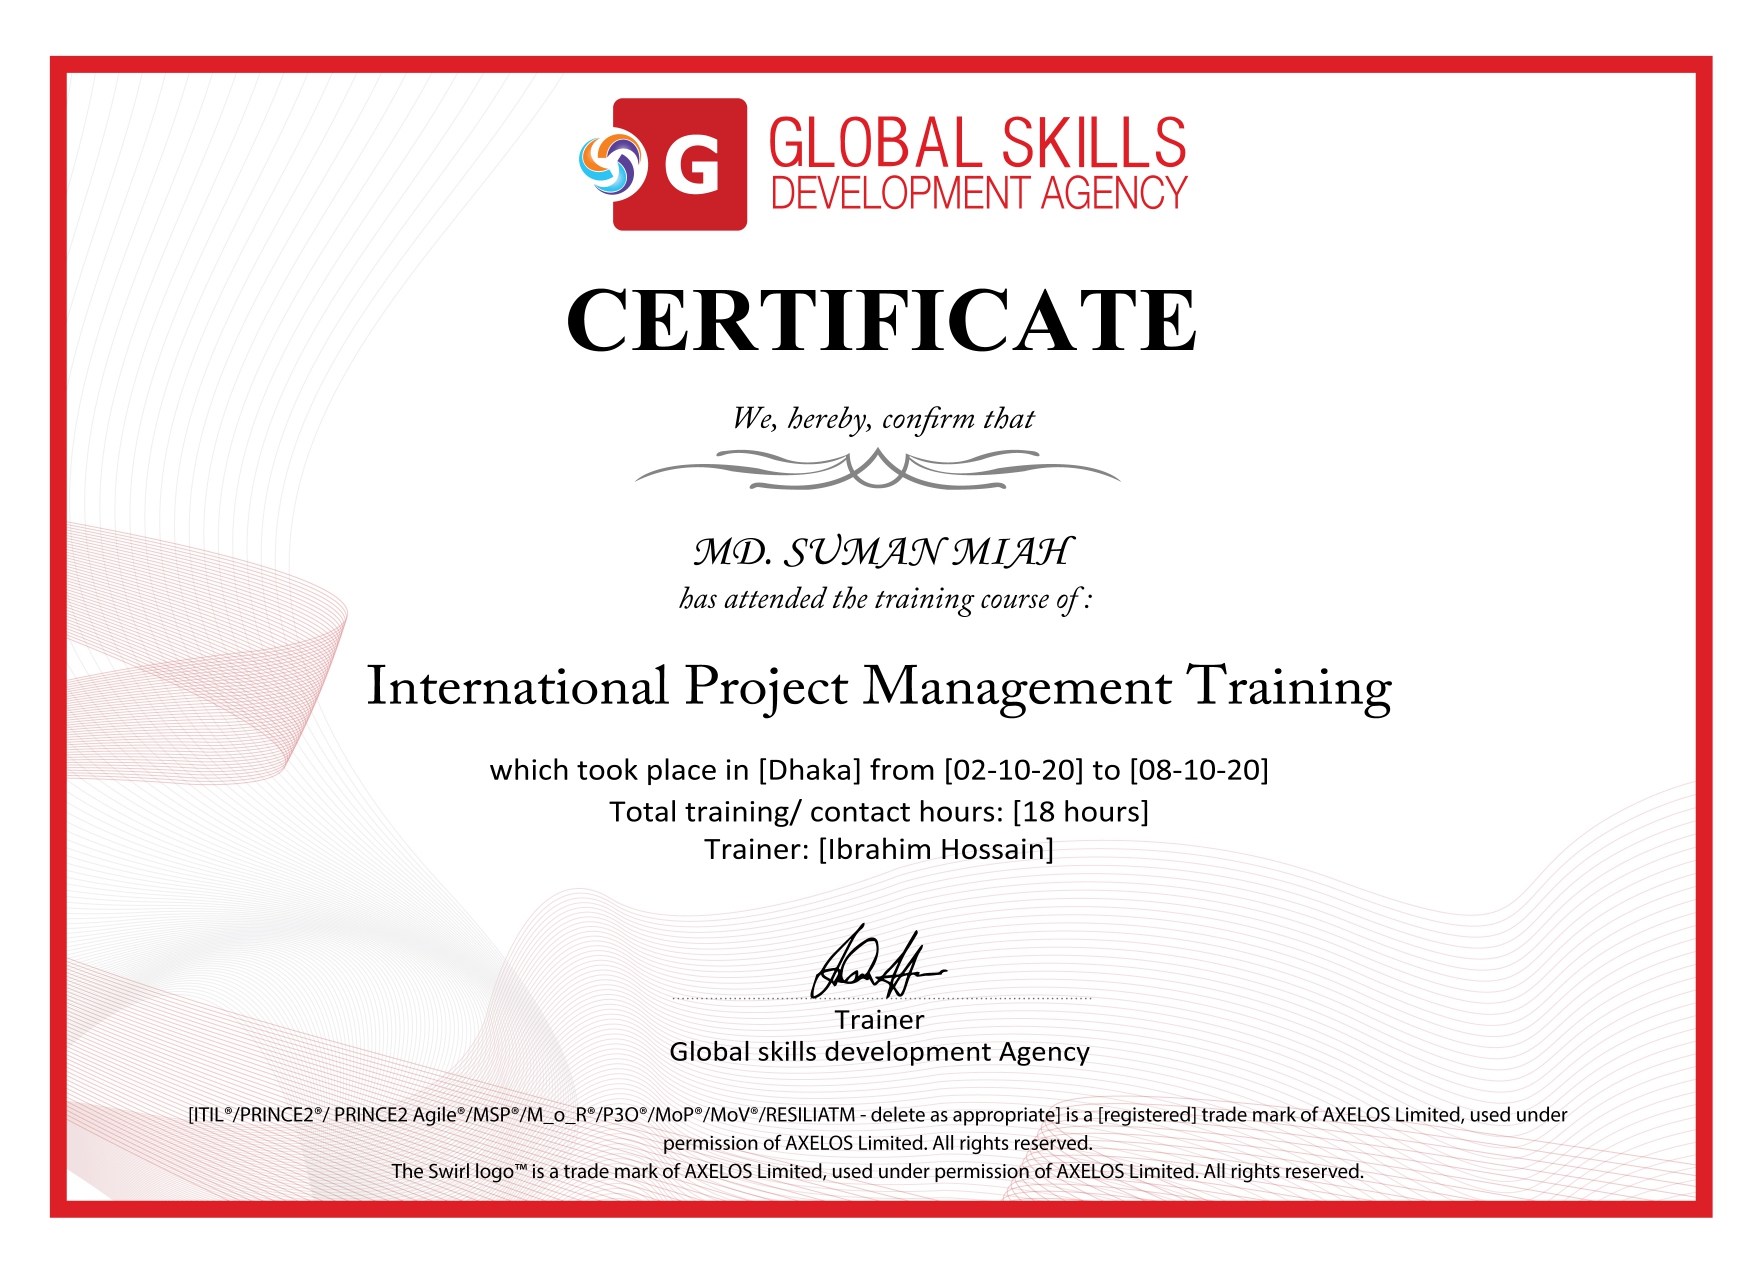 G
GLOBAL SKILLS
DEVELOPMENT AGENCY
CERTIFICATE
We, hereby, confirm that
MD. SUMAN MIAH
has attended the training course of :
International Project Management Training
which took place in [Dhaka] from [02-10-20] to [08-10-20]
Total training/ contact hours: [18 hours]
Trainer: [Ibrahim Hossain]
Trainer
Global skills development Agency
[ITIL®/PRINCE2®/ PRINCE2 Agile®/MSP®/M_o_R®/P3O®/MoP®/MoV®/RESILIATM - delete as appropriate] is a [registered] trade mark of AXELOS Limited, used under
permission of AXELOS Limited. All rights reserved.
The Swirl logo™ is a trade mark of AXELOS Limited, used under permission of AXELOS Limited. All rights reserved.